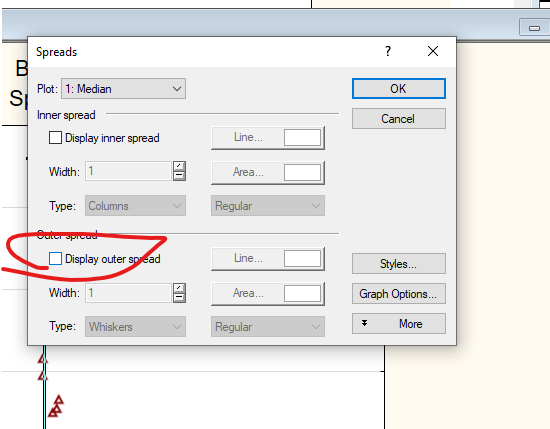 Spreads
B
Sp
Plot: 1: Median
OK
Inner spread
Cancel
Display inner spread Line...
Width: 1 Area...
Type: Columns Regular
Outer spread
Display outer spread Line...
Styles...
Width: 1 Area... Graph Options...
Type: Whiskers Regular More